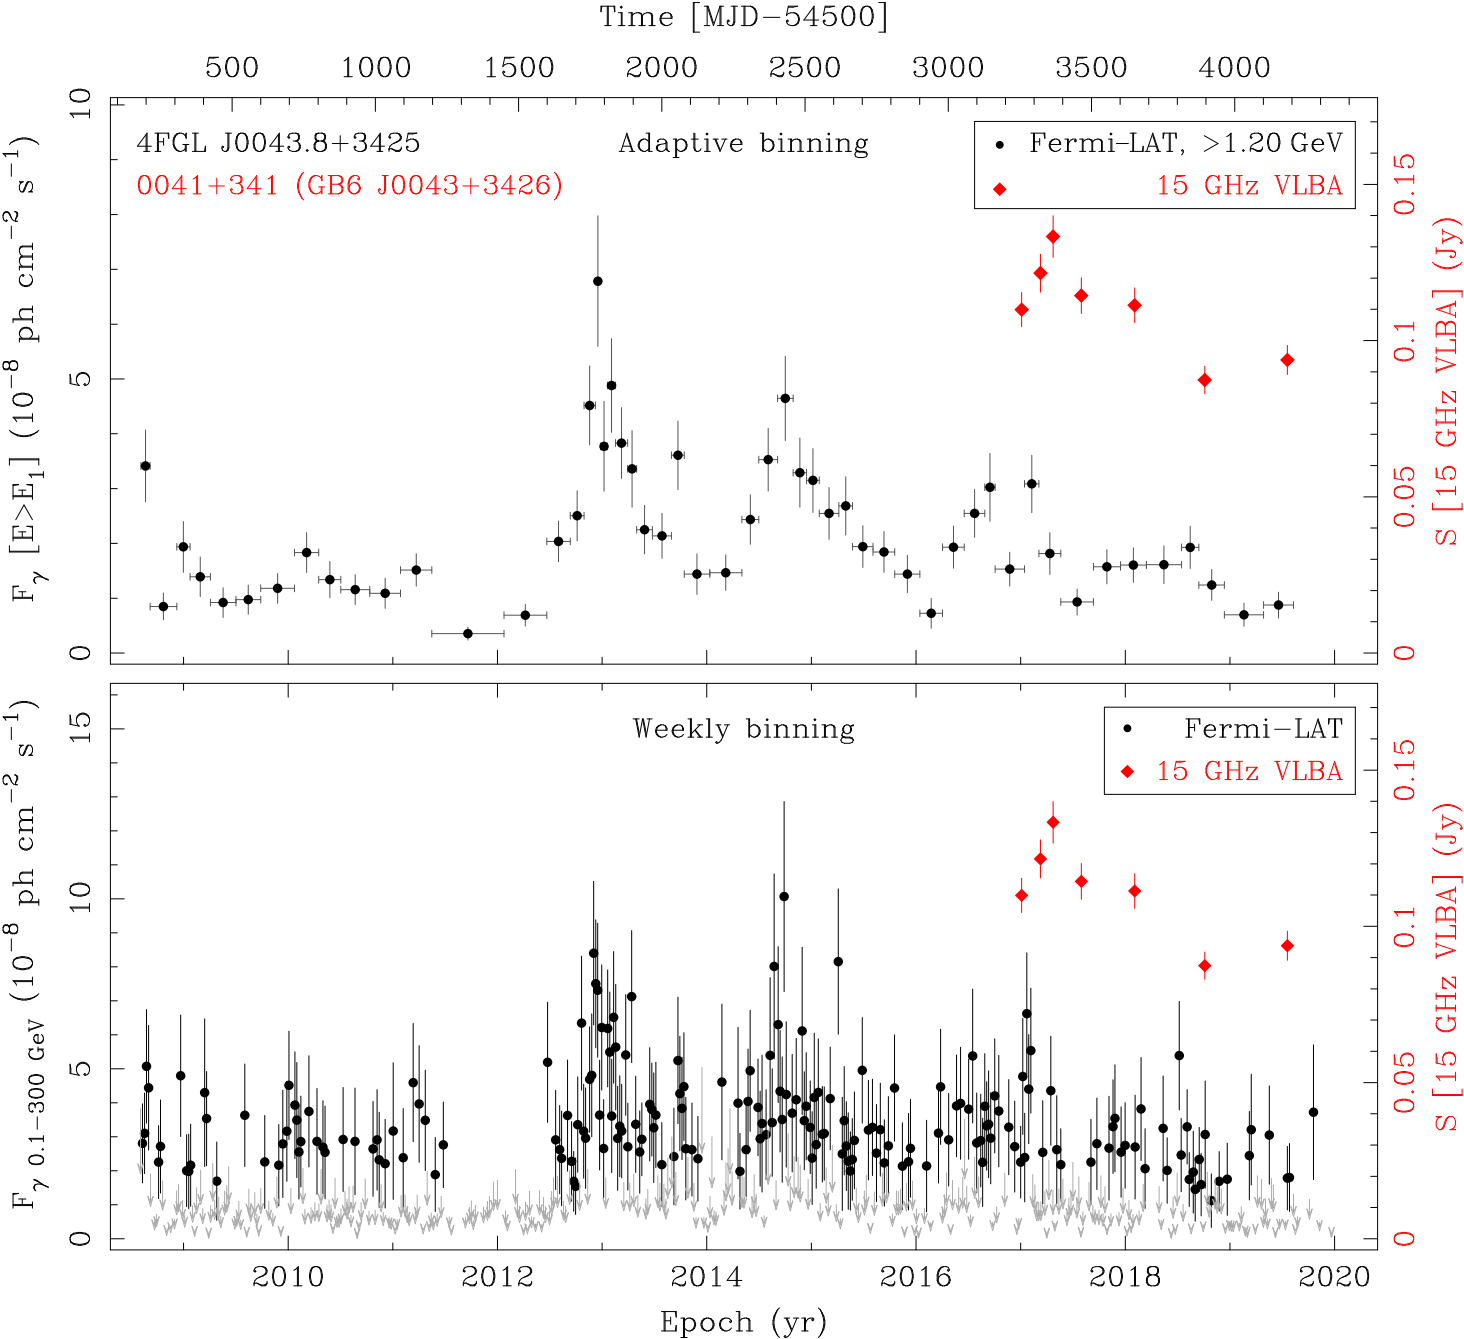 Time [MJD−54500]
500 1000 1500 2000 2500 3000 3500 4000
4FGL J0043.8+3425
0041+341 (GB6 J0043+3426)
Adaptive binning
Fermi−LAT, >1.20 GeV
15 GHz VLBA
10
5
0
Fγ [E>E1] (10−8 ph cm−2 s−1)
0.15
0.1
0.05
0
S [15 GHz VLBA] (Jy)
Weekly binning
Fermi−LAT
15 GHz VLBA
15
10
5
0
Fγ 0.1−300 GeV (10−8 ph cm−2 s−1)
0.15
0.1
0.05
0
S [15 GHz VLBA] (Jy)
2010 2012 2014 2016 2018 2020
Epoch (yr)